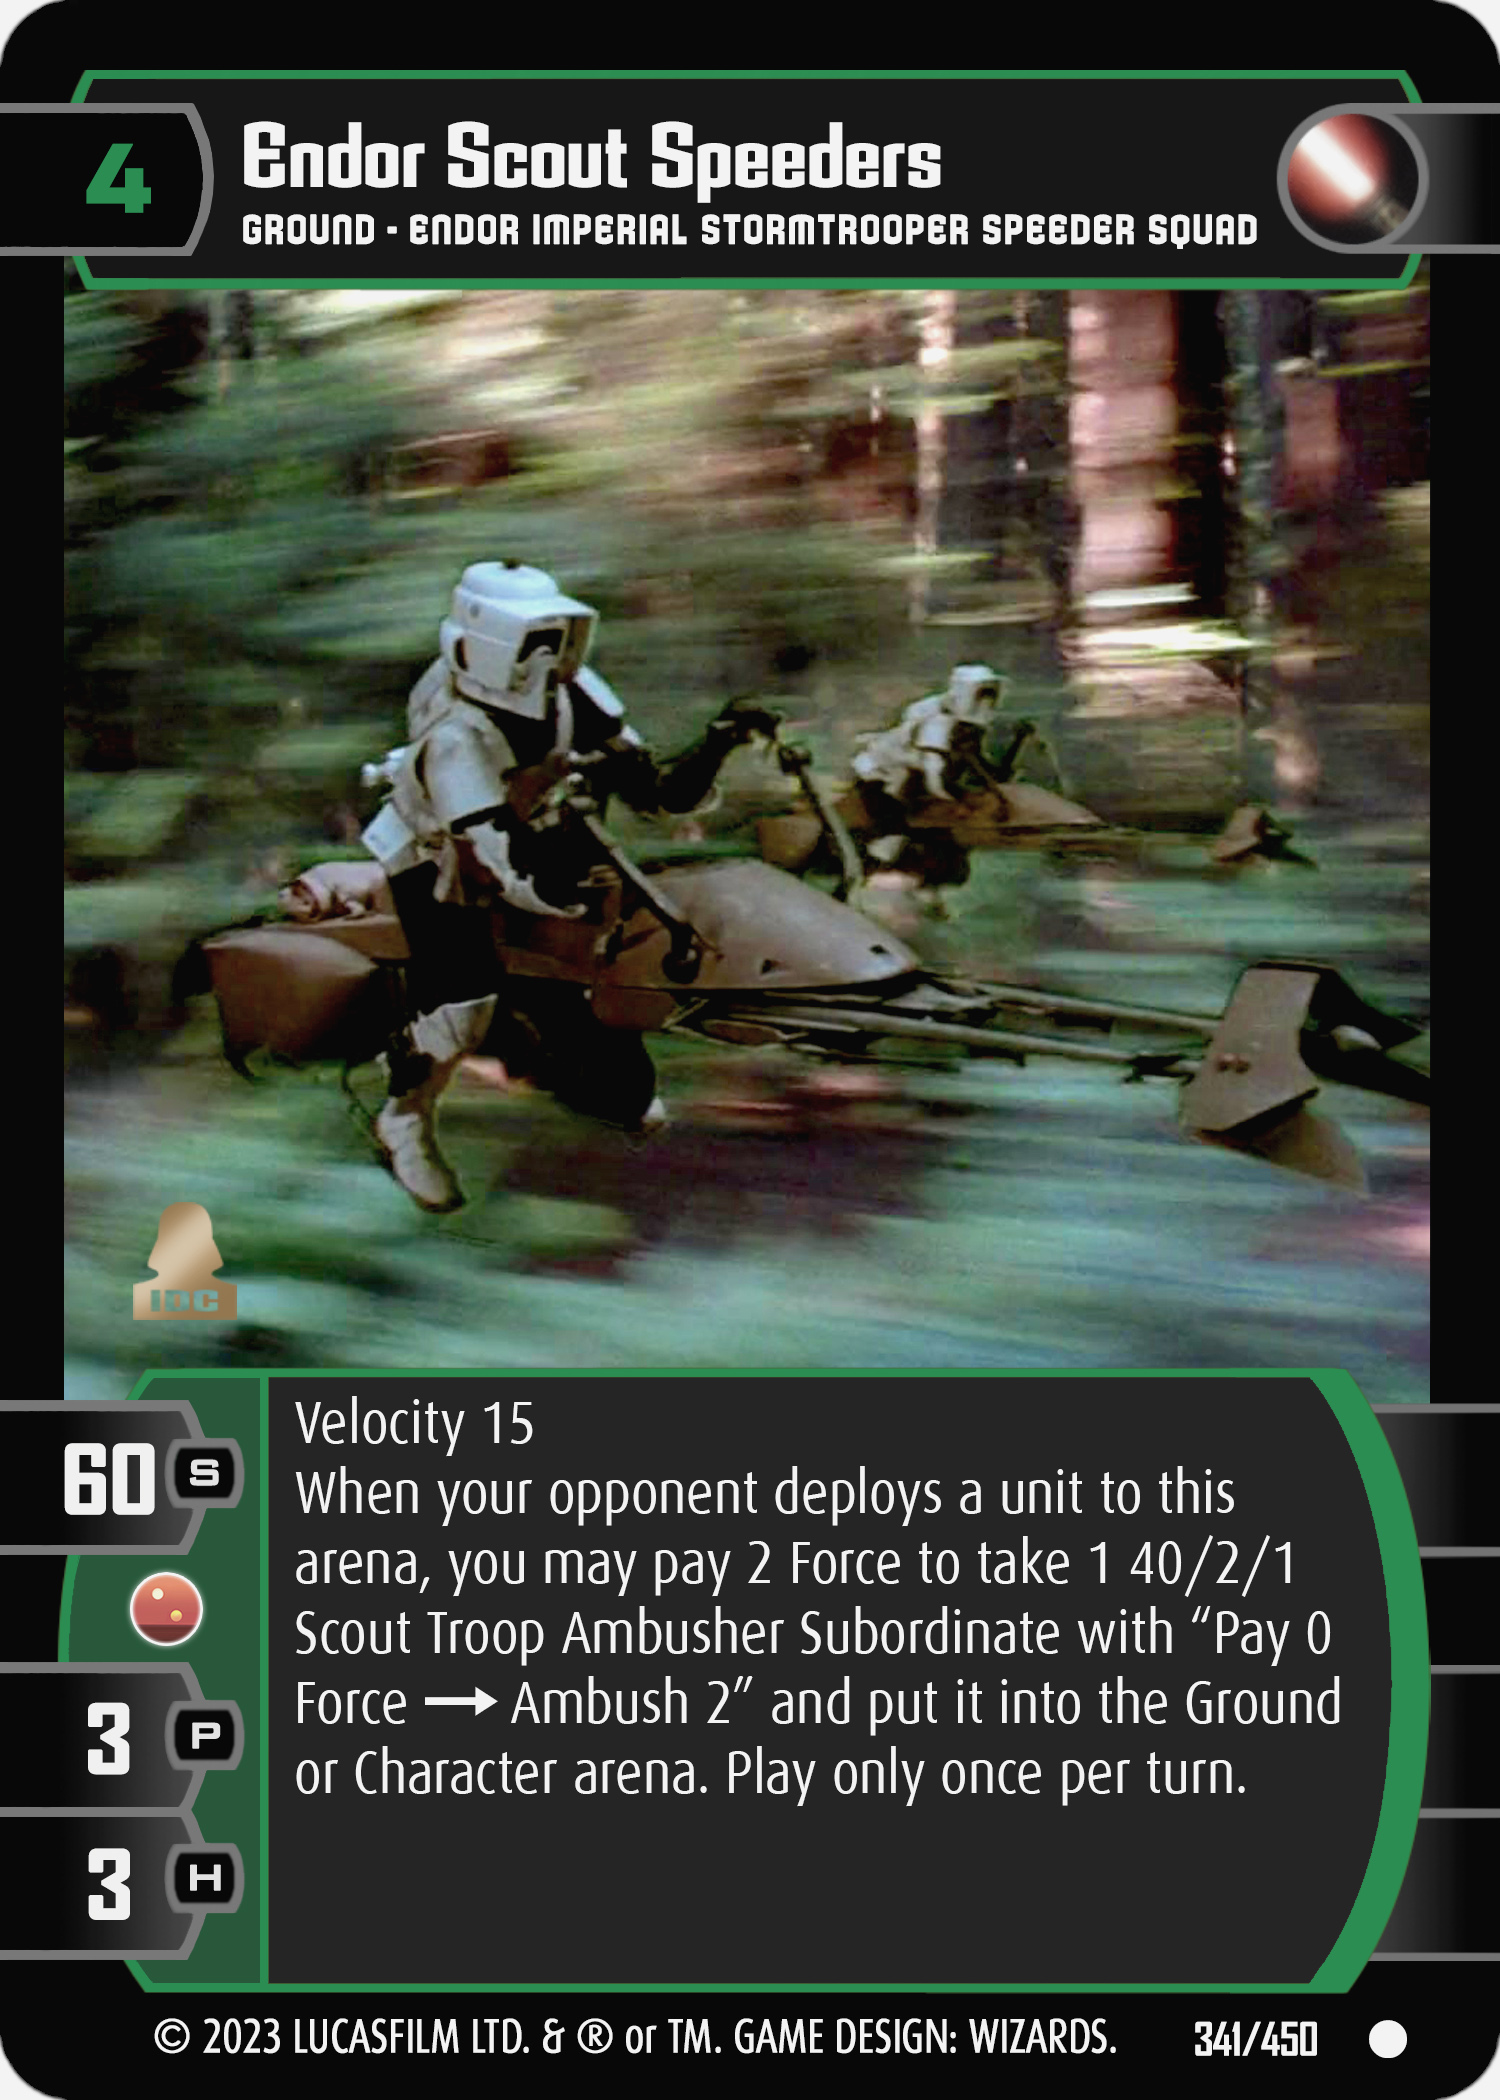 4
Endor Scout Speeders
GROUND - ENDOR IMPERIAL STORMTROOPER SPEEDER SQUAD
IDC
60 S
3 P
3 H
Velocity 15
When your opponent deploys a unit to this
arena, you may pay 2 Force to take 1 40/2/1
Scout Troop Ambusher Subordinate with “Pay 0
Force → Ambush 2” and put it into the Ground
or Character arena. Play only once per turn.
© 2023 LUCASFILM LTD. & ® or TM. GAME DESIGN: WIZARDS. 341/450